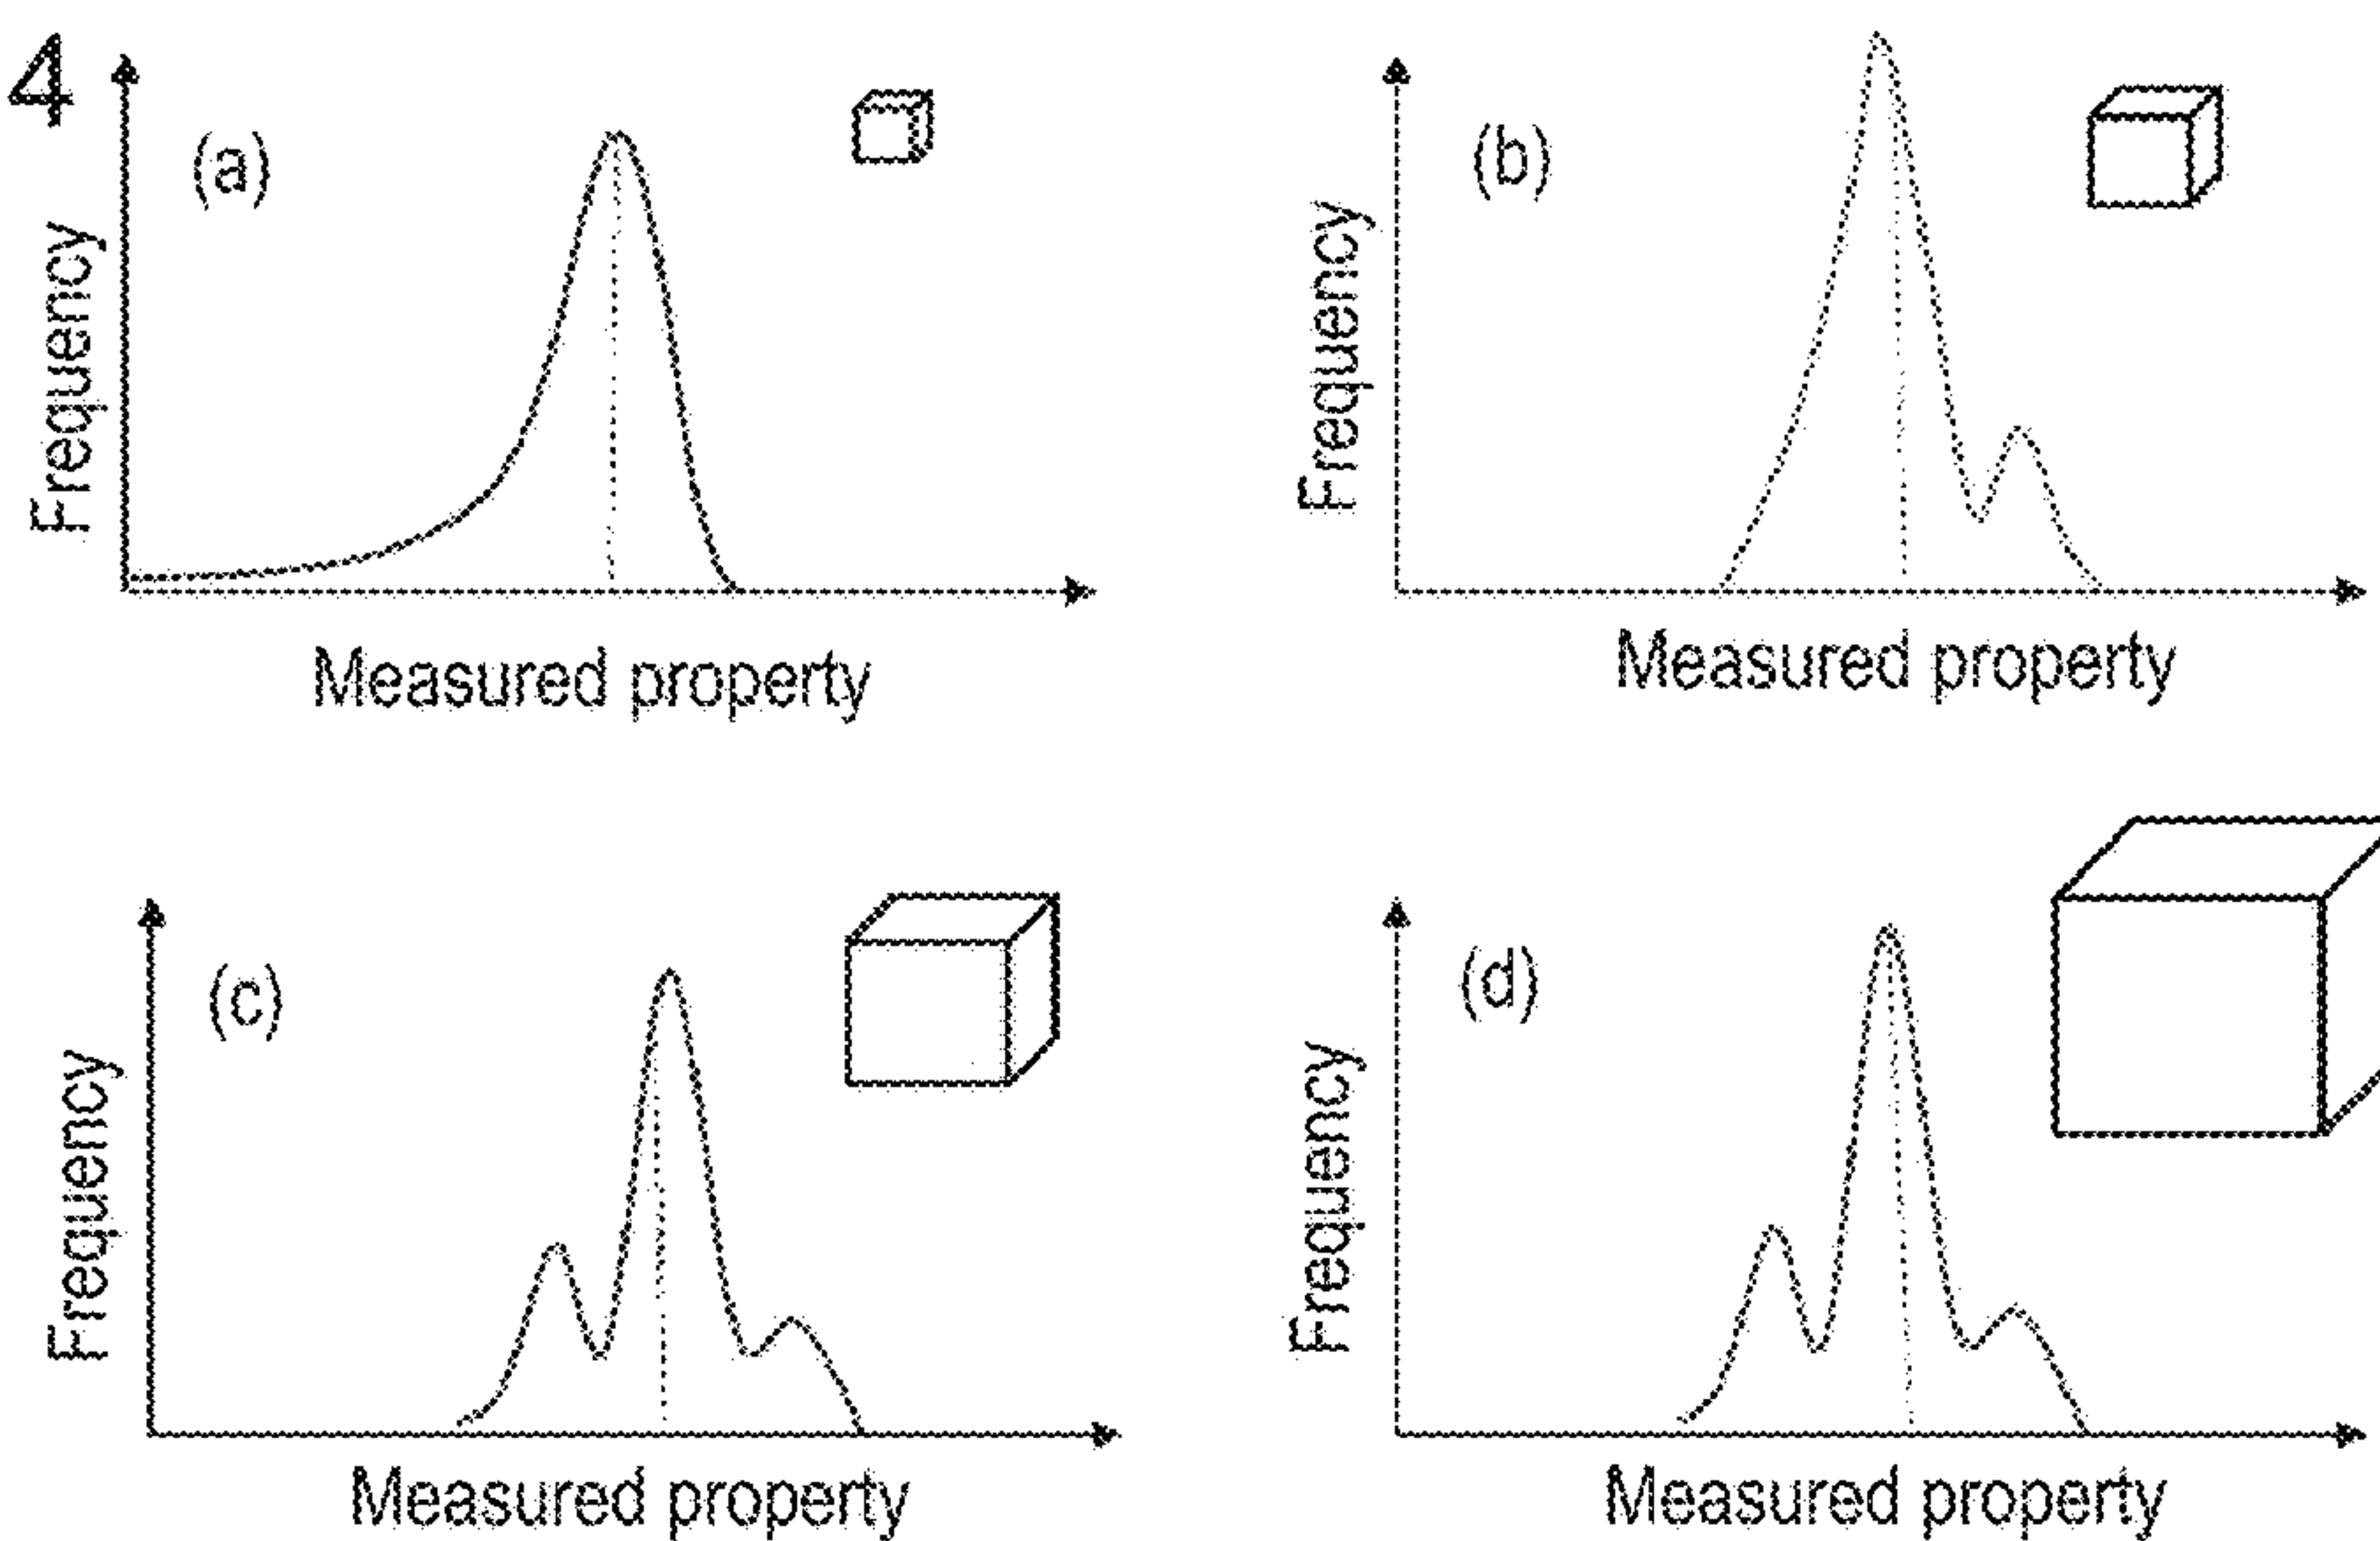 4
(a)
Frequency
Measured property
(b)
Frequency
Measured property
(c)
Frequency
Measured property
(d)
Frequency
Measured property